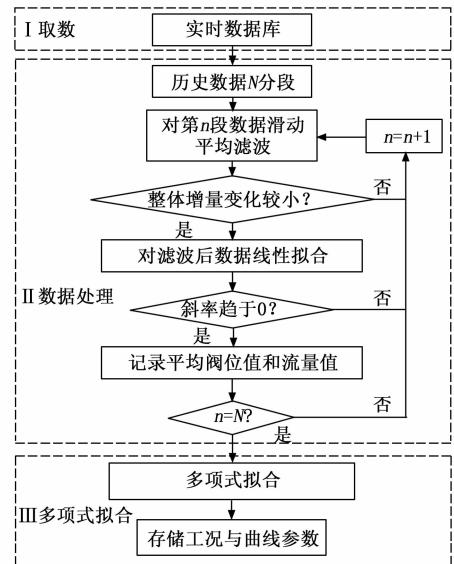 Ⅰ取数
实时数据库
历史数据N分段
对第n段数据滑动
平均滤波
n=n+1
整体增量变化较小?
否
是
对滤波后数据线性拟合
Ⅱ数据处理
斜率趋于0?
否
是
记录平均阀位值和流量值
n=N?
否
是
多项式拟合
Ⅲ多项式拟合
存储工况与曲线参数